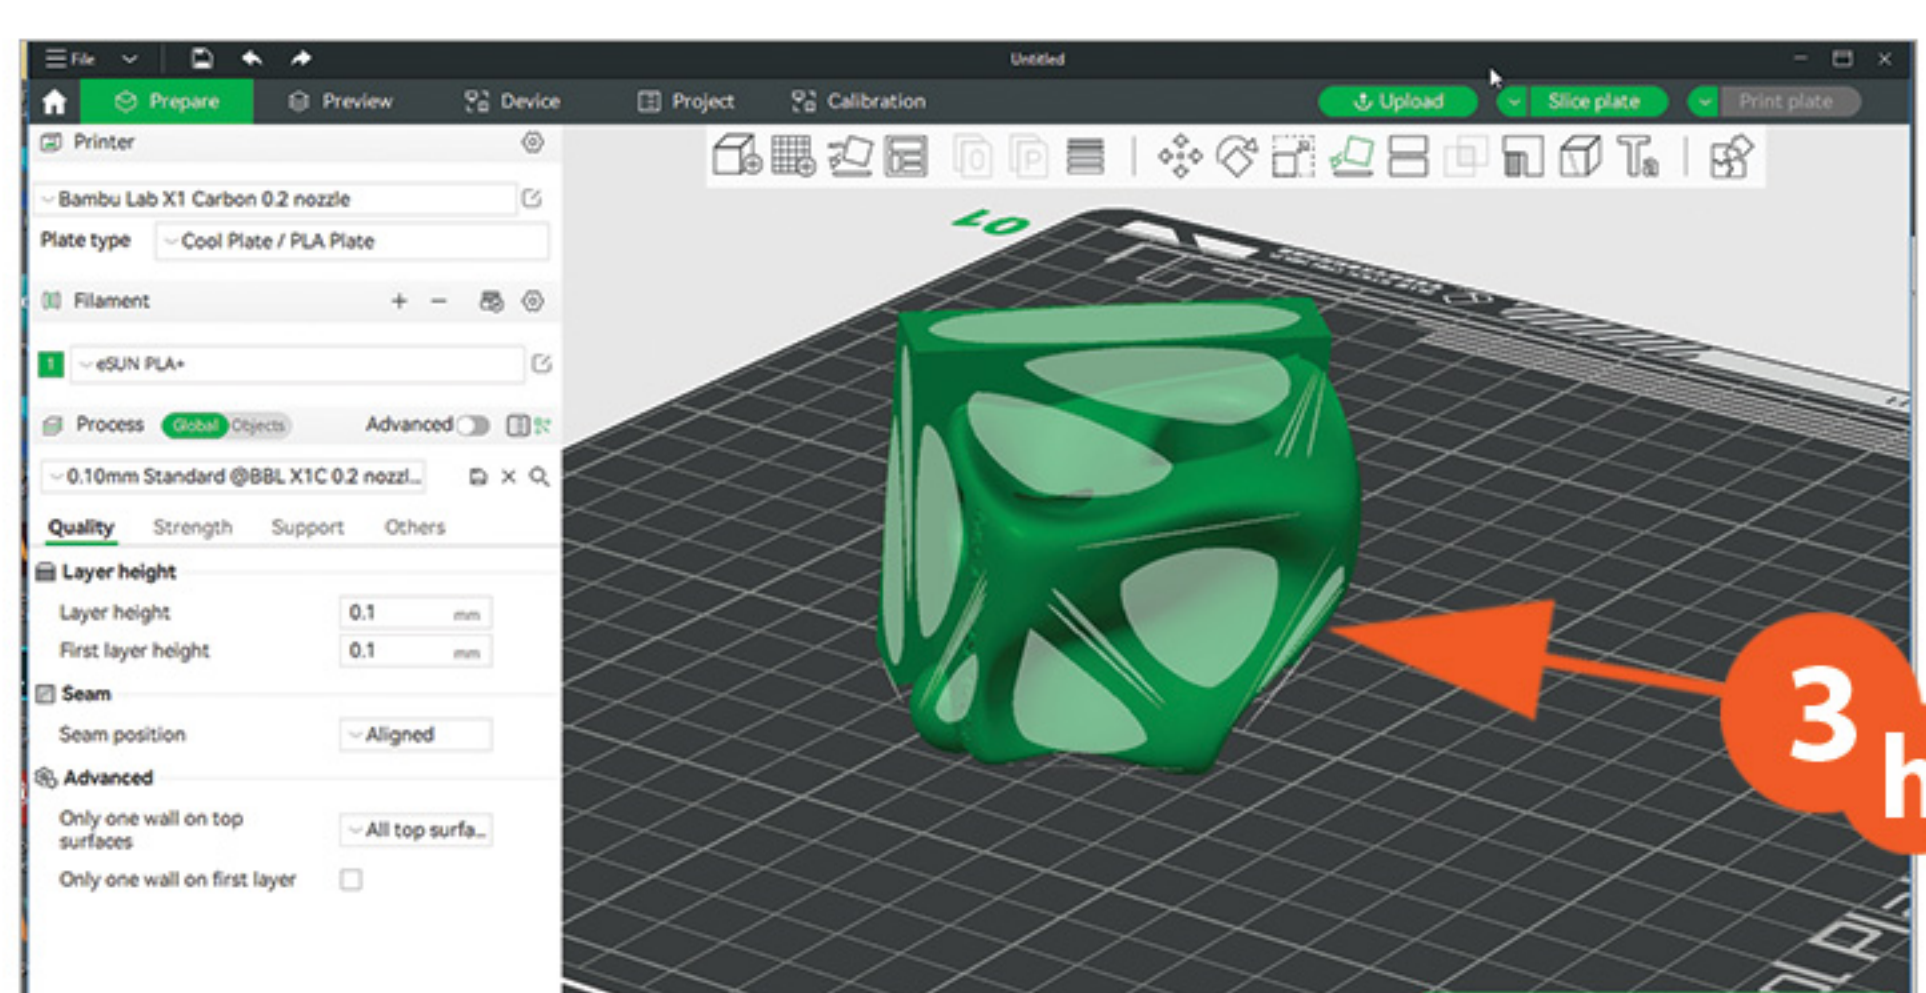 File
Untitled
Prepare Preview Device Project Calibration Upload Slice plate Print plate
Printer
Bambu Lab X1 Carbon 0.2 nozzle
Plate type Cool Plate / PLA Plate
Filament
1 eSUN PLA+
Process Global Objects Advanced
0.10mm Standard @BBL X1C 0.2 nozzl...
Quality Strength Support Others
Layer height
Layer height 0.1 mm
First layer height 0.1 mm
Seam
Seam position Aligned
Advanced
Only one wall on top
surfaces
All top surfa...
Only one wall on first layer
01
3
h